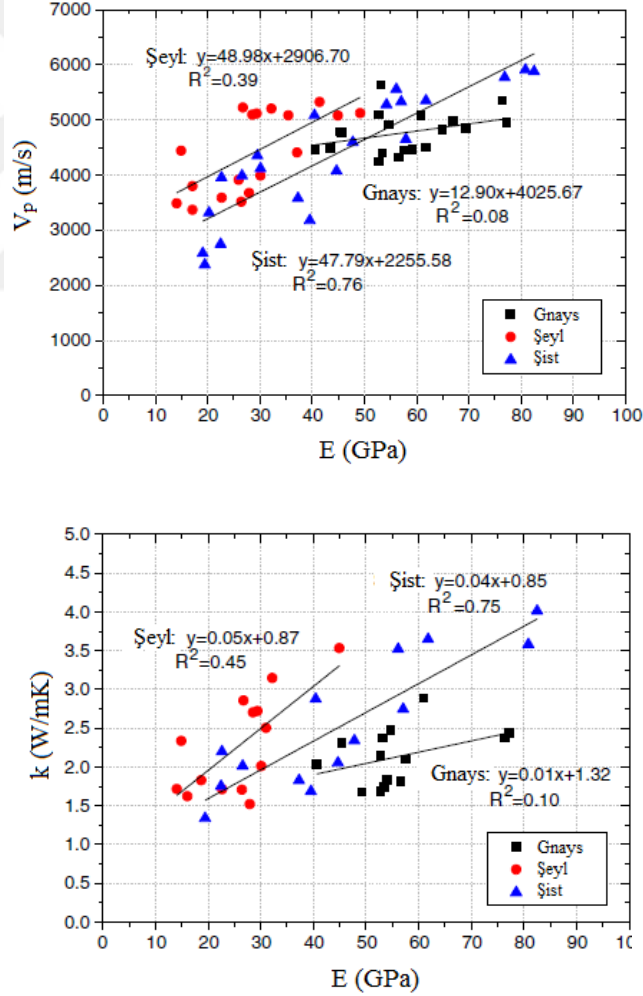 7000
6000
5000
4000
3000
2000
1000
0
V_p (m/s)
Şeyl: y=48.98x+2906.70
R²=0.39
Gnays: y=12.90x+4025.67
R²=0.08
Şist: y=47.79x+2255.58
R²=0.76
Gnays
Şeyl
Şist
0 10 20 30 40 50 60 70 80 90 100
E (GPa)
5.0
4.5
4.0
3.5
3.0
2.5
2.0
1.5
1.0
0.5
0.0
k (W/mK)
Şist: y=0.04x+0.85
R²=0.75
Şeyl: y=0.05x+0.87
R²=0.45
Gnays: y=0.01x+1.32
R²=0.10
Gnays
Şeyl
Şist
0 10 20 30 40 50 60 70 80 90 10
E (GPa)